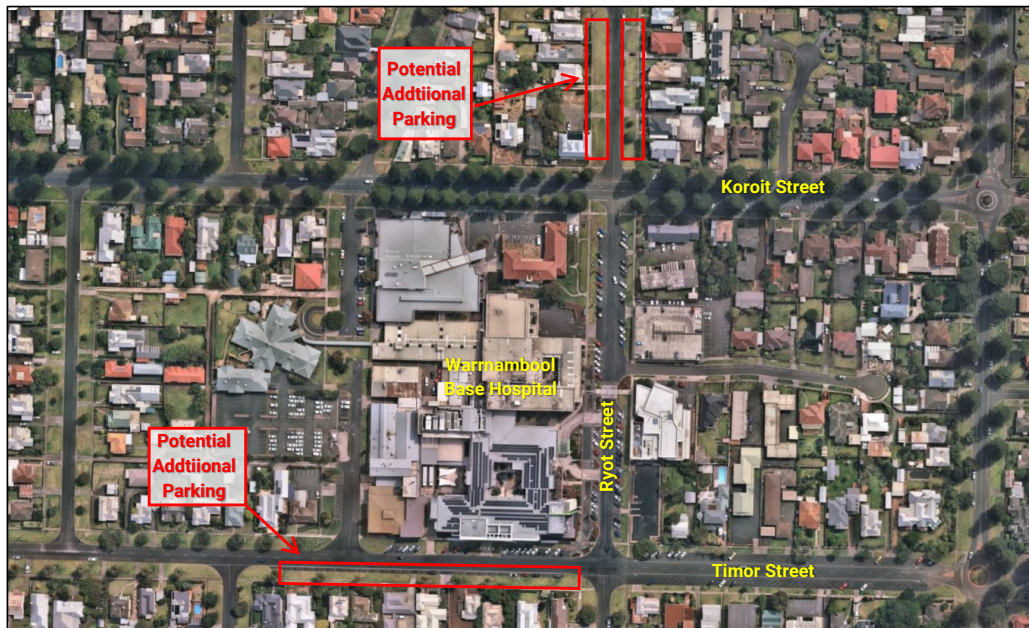 Potential
Addtiional
Parking
Koroit Street
Warrnambool
Base Hospital
Ryot Street
Potential
Addtiional
Parking
Timor Street